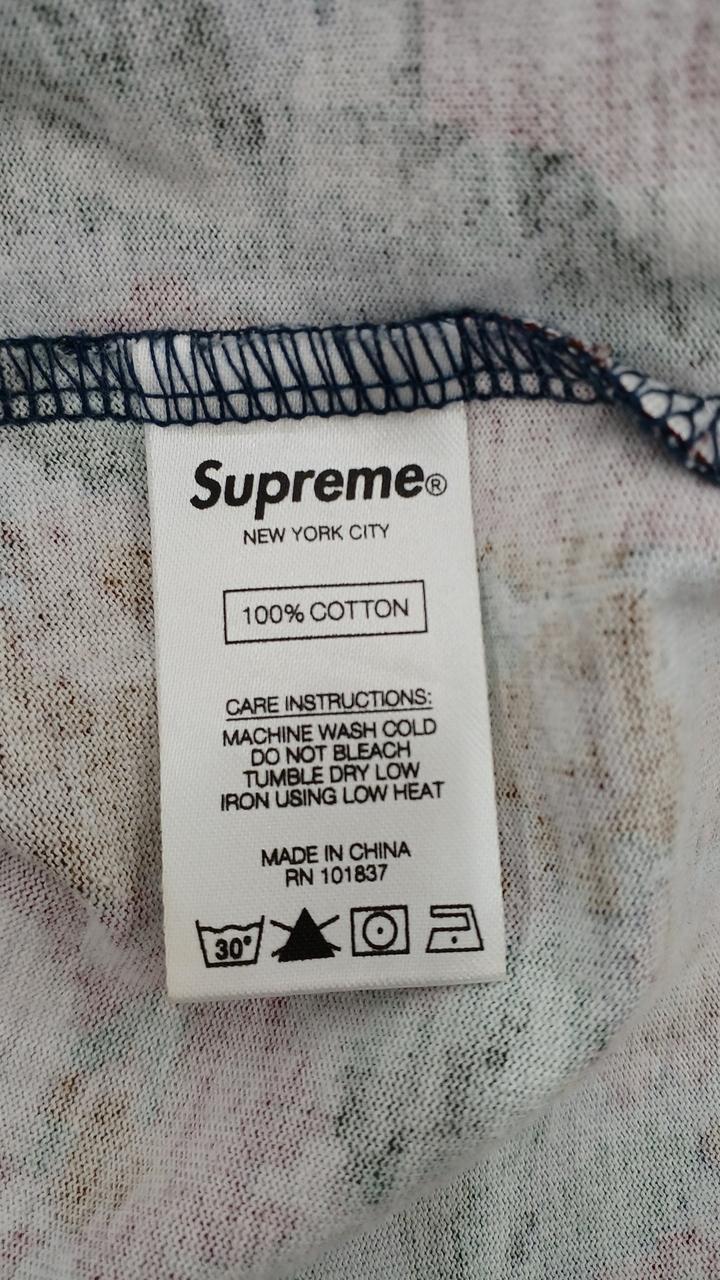 Supreme®
NEW YORK CITY
100% COTTON
CARE INSTRUCTIONS:
MACHINE WASH COLD
DO NOT BLEACH
TUMBLE DRY LOW
IRON USING LOW HEAT
MADE IN CHINA
RN 101837
30°